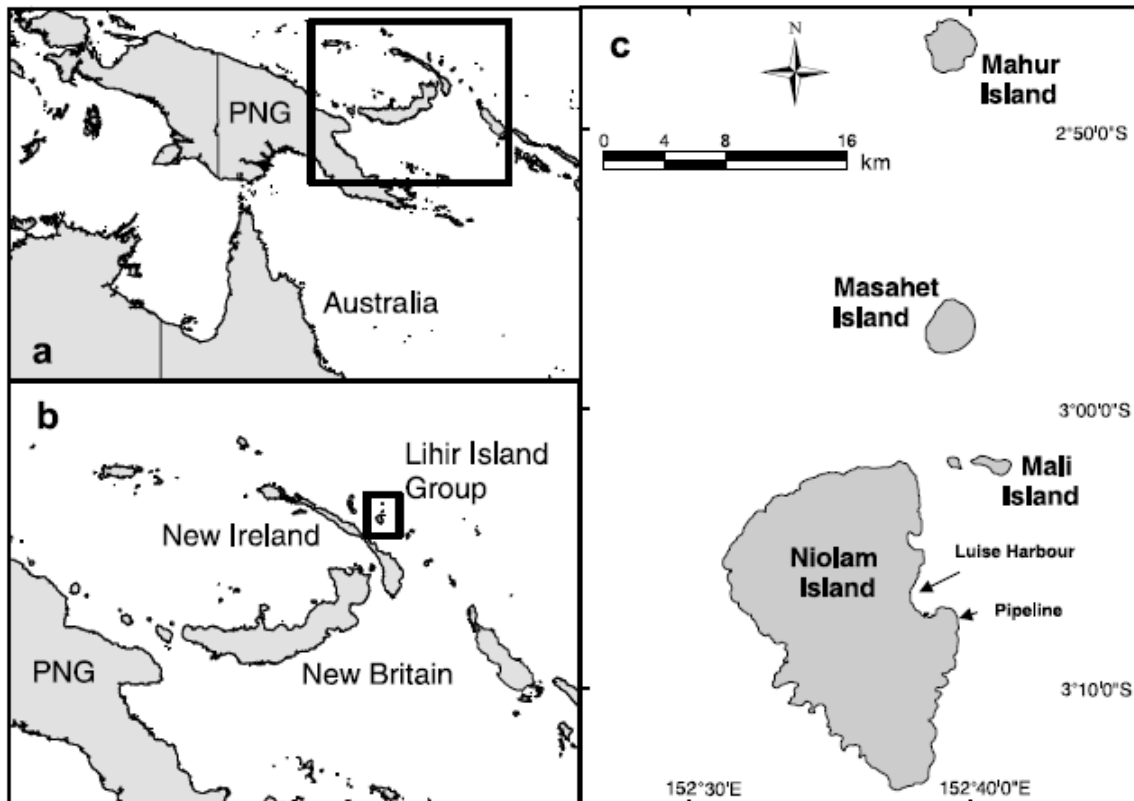 a
PNG
Australia
b
Lihir Island
Group
New Ireland
New Britain
PNG
c
N
Mahur
Island
2°50'0"S
0 4 8 16
km
Masahet
Island
3°00'0"S
Mali
Island
Niolam
Island
Luise Harbour
Pipeline
3°10'0"S
152°30'E
152°40'0"E